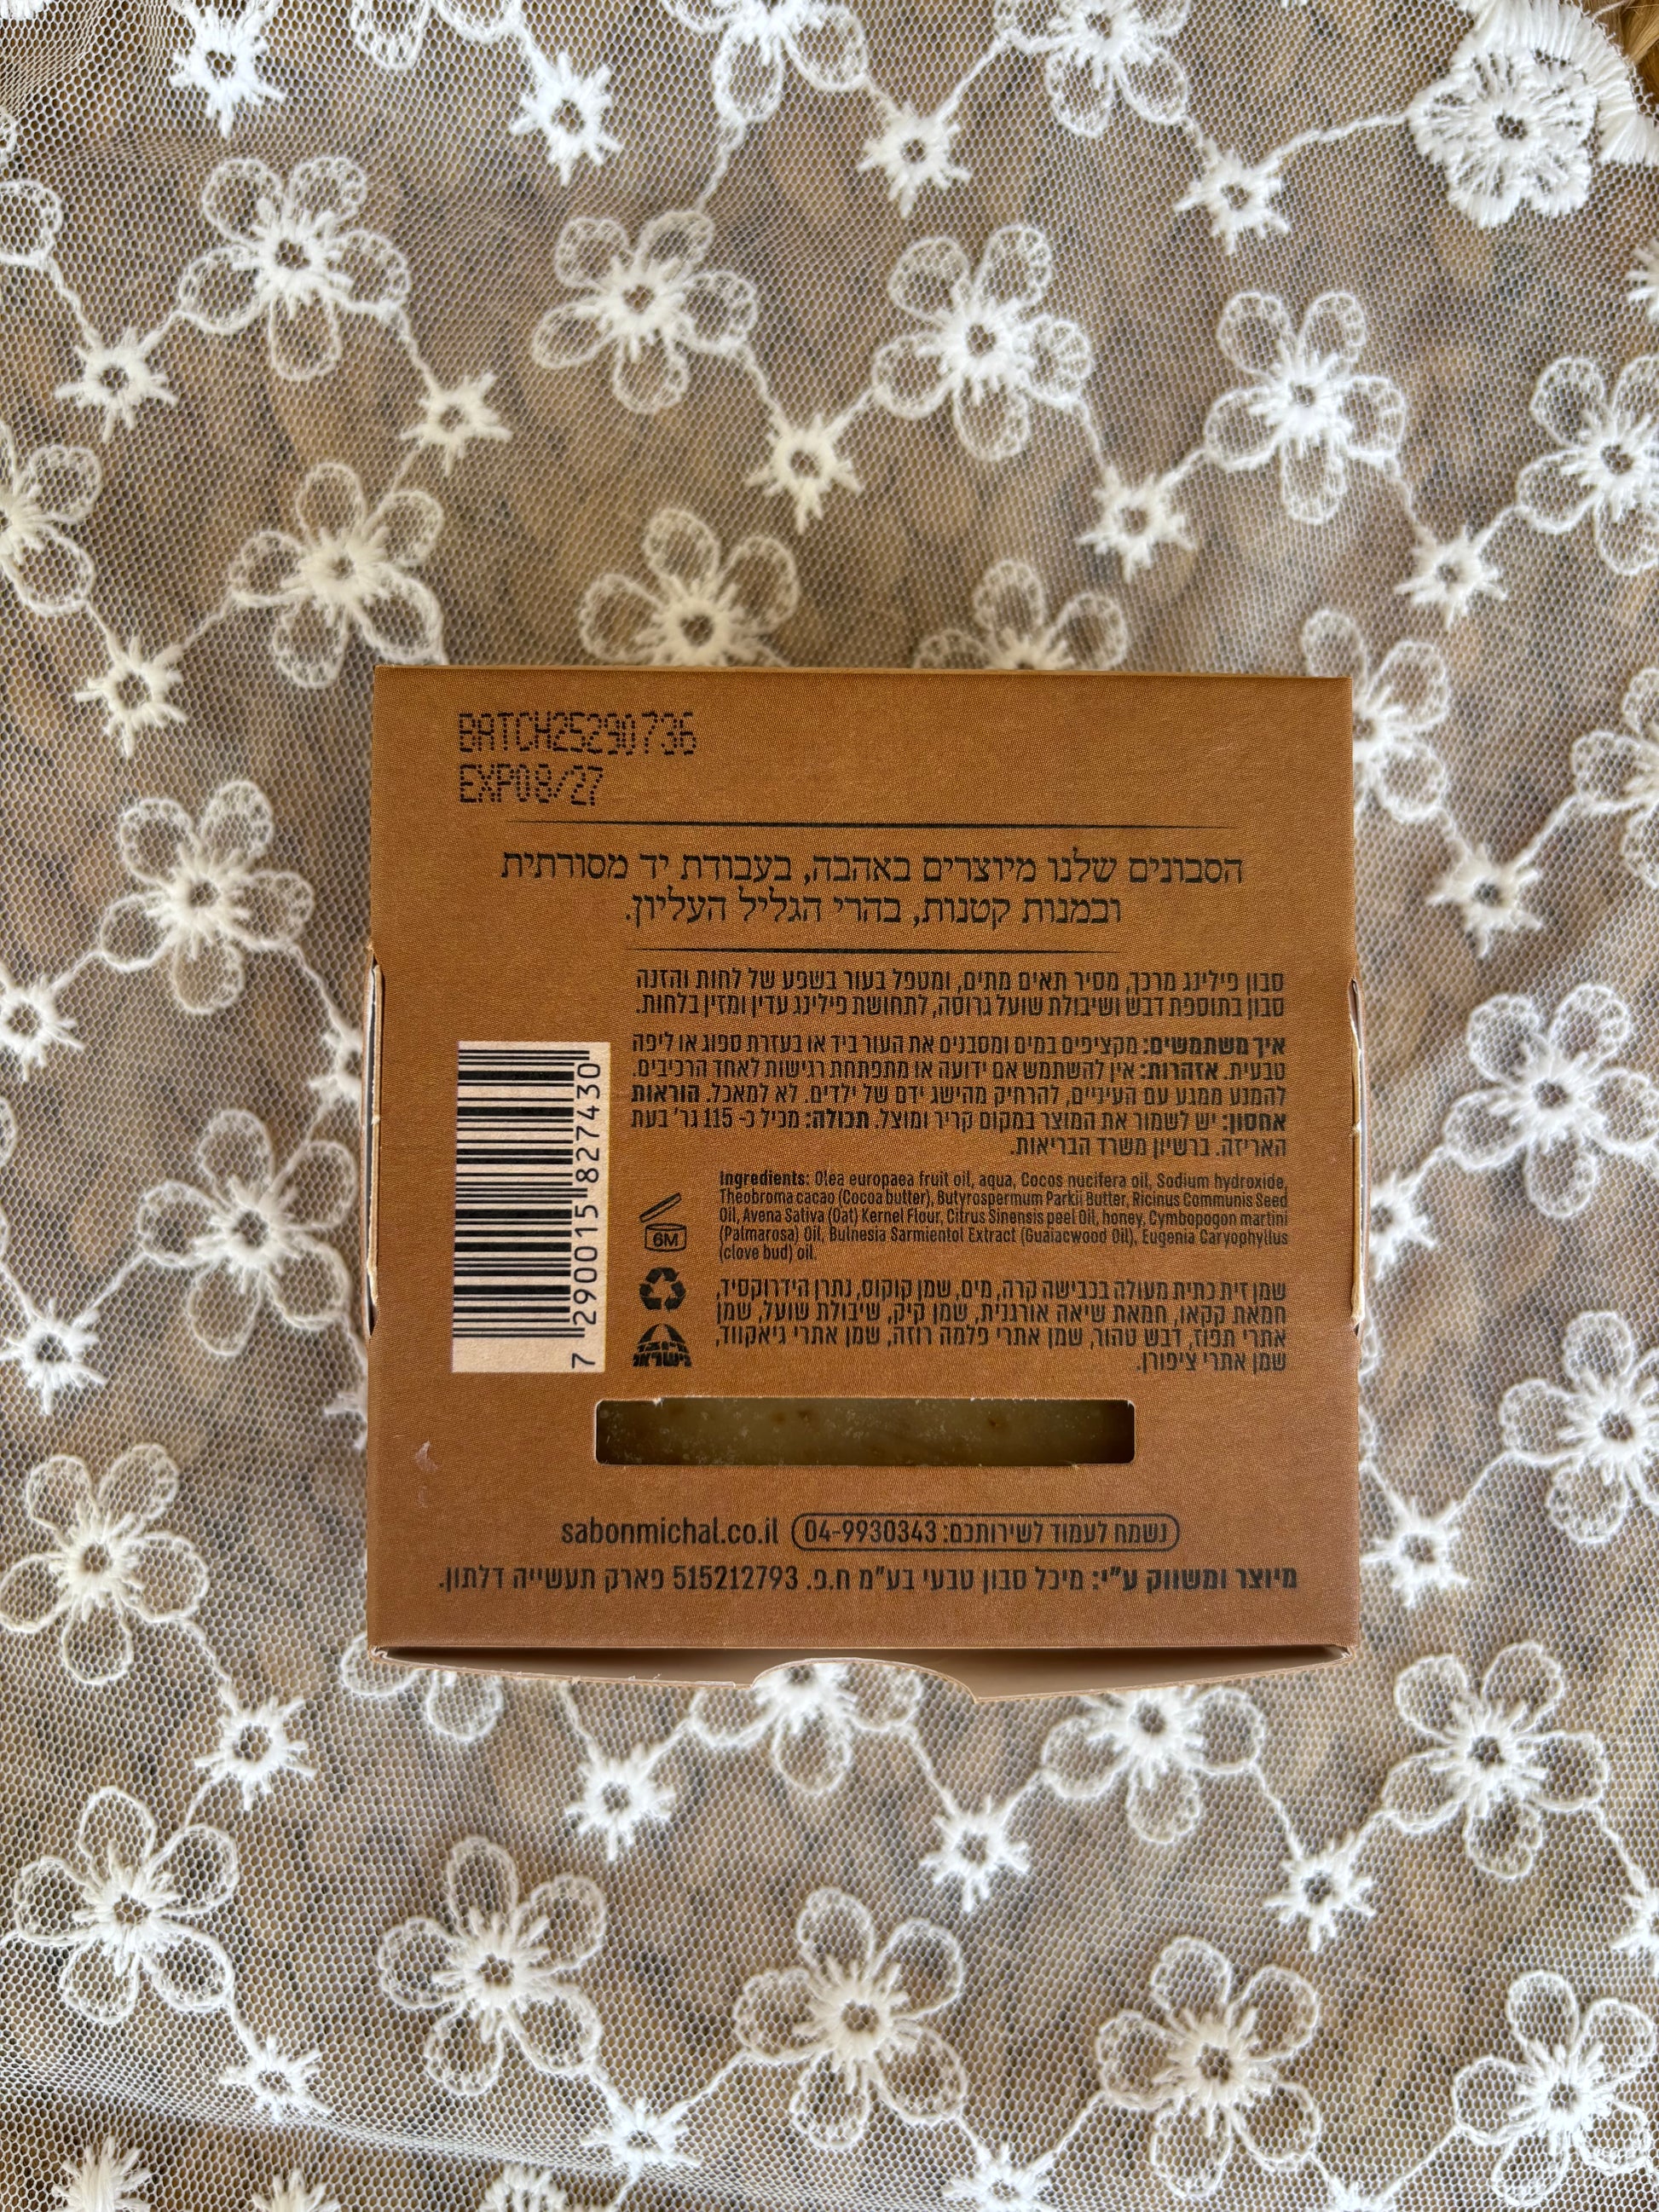 BATCH25290736
EXP08/27
הסבונים שלנו מיוצרים באהבה, בעבודת יד מסורתית
ובמנות קטנות, בהרי הגליל העליון.
סבון פילינג מרכך, מסיר תאים מתים, ומטפל בעור בשפע של לחות והזנה
סבון בתוספת דבש ושיבולת שועל גרוסה, לתחושת פילינג עדין ומזין בלחות.
איך משתמשים: מקציפים במים ומסבנים את העור ביד או בעזרת ספוג או ליפה
טבעית. אזהרות: אין להשתמש אם ידועה או מתפתחת רגישות לאחד הרכיבים.
להמנע ממגע עם העיניים, להרחיק מהישג ידם של ילדים. לא למאכל. הוראות
אחסון: יש לשמור את המוצר במקום קריר ומוצל. תכולה: מכיל כ- 115 גר' בעת
האריזה. ברשיון משרד הבריאות.
Ingredients: Olea europaea fruit oil, aqua, Cocos nucifera oil, Sodium hydroxide,
Theobroma cacao (Cocoa butter), Butyrospermum Parkii Butter, Ricinus Communis Seed
Oil, Avena Sativa (Oat) Kernel Flour, Citrus Sinensis peel Oil, honey, Cymbopogon martini
(Palmarosa) Oil, Bulnesia Sarmientol Extract (Guaiacwood Oil), Eugenia Caryophyllus
(clove bud) oil.
6M
שמן זית כתית מעולה בכבישה קרה, מים, שמן קוקוס, נתרן הידרוקסיד,
חמאת קקאו, חמאת שיאה אורגנית, שמן קיק, שיבולת שועל, שמן
אתרי תפוז, דבש טהור, שמן אתרי פלמה רוזה, שמן אתרי גיאקווד,
שמן אתרי ציפורן.
7 290015 827430
נשמח לעמוד לשירותכם: 04-9930343 sabonmichal.co.il
מיוצר ומשווק ע"י: מיכל סבון טבעי בע"מ ח.פ. 515212793 פארק תעשייה דלתון.